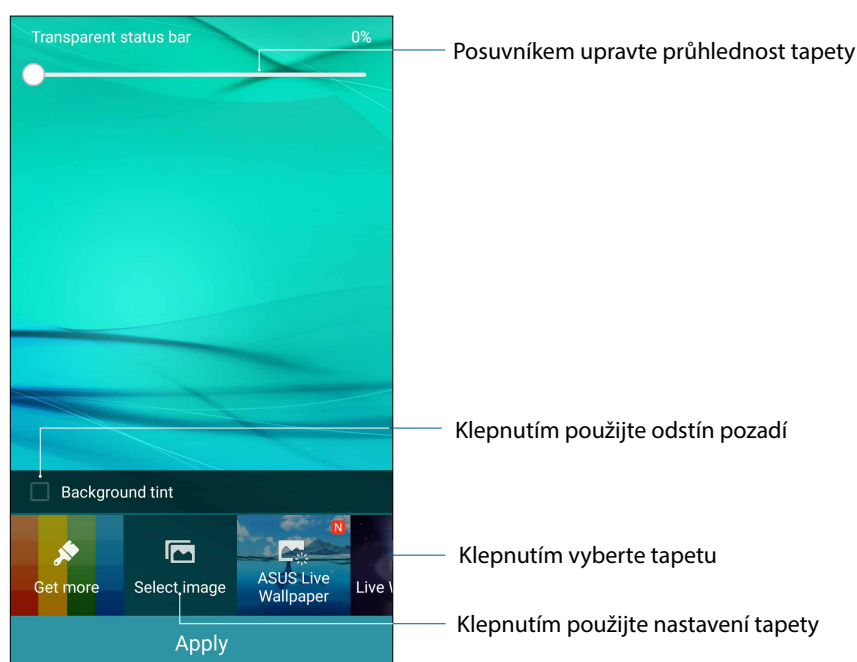 Transparent status bar 0%
Posuvníkem upravte průhlednost tapety
Klepnutím použijte odstín pozadí
Background tint
N
Klepnutím vyberte tapetu
Get more
Select image
ASUS Live
Wallpaper
Live
Klepnutím použijte nastavení tapety
Apply